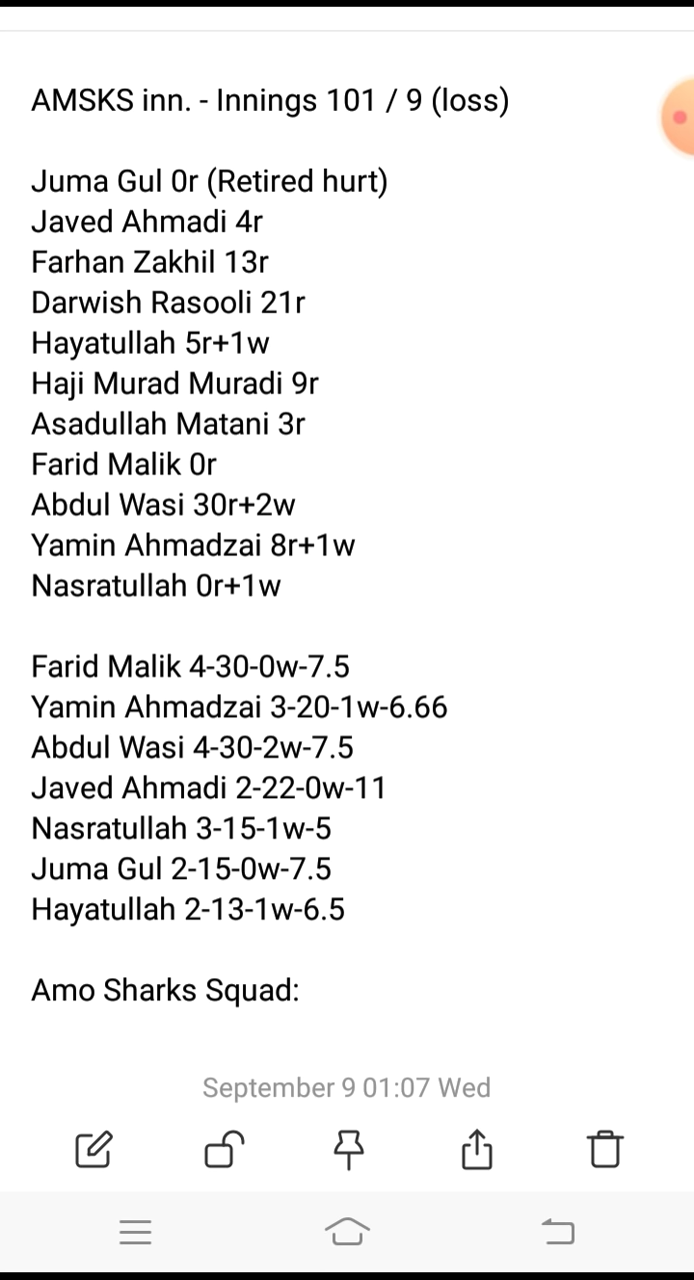 AMSKS inn. - Innings 101 / 9 (loss)
Juma Gul 0r (Retired hurt)
Javed Ahmadi 4r
Farhan Zakhil 13r
Darwish Rasooli 21r
Hayatullah 5r+1w
Haji Murad Muradi 9r
Asadullah Matani 3r
Farid Malik 0r
Abdul Wasi 30r+2w
Yamin Ahmadzai 8r+1w
Nasratullah 0r+1w
Farid Malik 4-30-0w-7.5
Yamin Ahmadzai 3-20-1w-6.66
Abdul Wasi 4-30-2w-7.5
Javed Ahmadi 2-22-0w-11
Nasratullah 3-15-1w-5
Juma Gul 2-15-0w-7.5
Hayatullah 2-13-1w-6.5
Amo Sharks Squad:
September 9 01:07 Wed